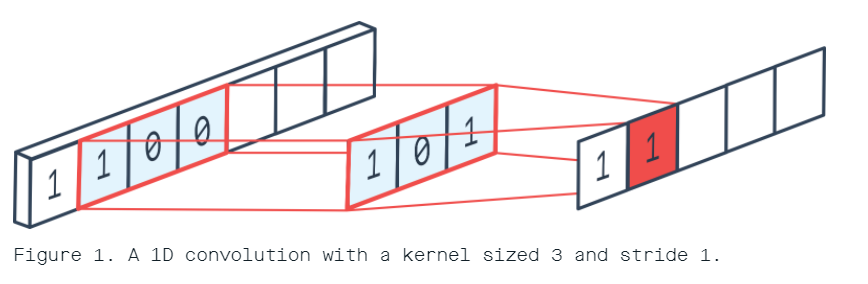 1 1 0 0
1 0 1
1 1
Figure 1. A 1D convolution with a kernel sized 3 and stride 1.